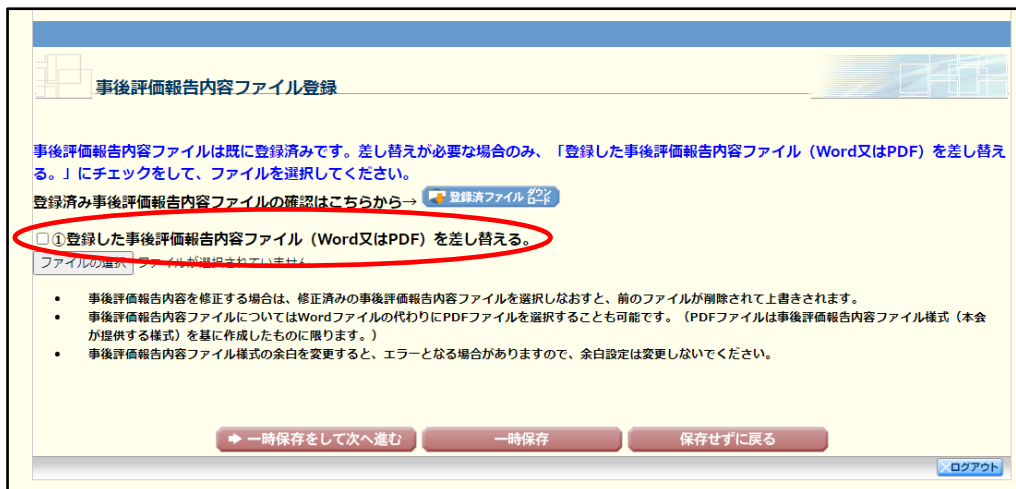 事後評価報告内容ファイル登録
事後評価報告内容ファイルは既に登録済みです。差し替えが必要な場合のみ、「登録した事後評価報告内容ファイル（Word又はPDF）を差し替え
る。」にチェックをして、ファイルを選択してください。
登録済み事後評価報告内容ファイルの確認はこちらから→ 登録済ファイル ダウンロード
①登録した事後評価報告内容ファイル（Word又はPDF）を差し替える。
ファイルの選択 ファイルが選択されていません
• 事後評価報告内容を修正する場合は、修正済みの事後評価報告内容ファイルを選択しなおすと、前のファイルが削除されて上書きされます。
• 事後評価報告内容ファイルについてはWordファイルの代わりにPDFファイルを選択することも可能です。（PDFファイルは事後評価報告内容ファイル様式（本会
が提供する様式）を基に作成したものに限ります。）
• 事後評価報告内容ファイル様式の余白を変更すると、エラーとなる場合がありますので、余白設定は変更しないでください。
一時保存をして次へ進む 一時保存 保存せずに戻る
ログアウト